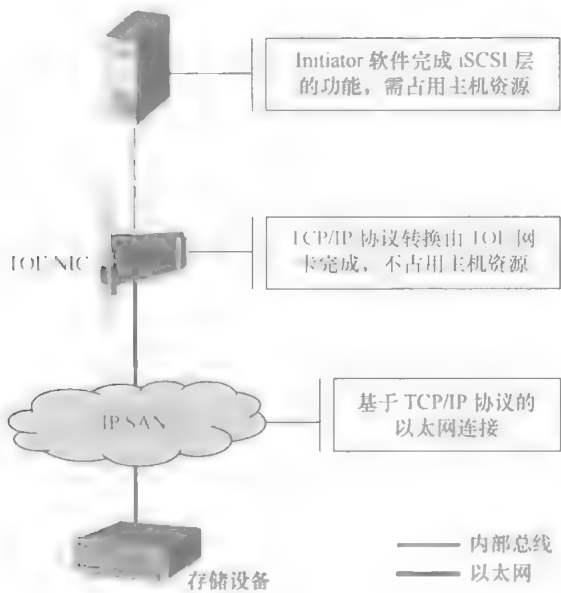 Initiator 软件完成 iSCSI 层
的功能，需占用主机资源
TCP/IP 协议转换由 TOE 网
卡完成，不占用主机资源
TOE NIC
IP SAN
基于 TCP/IP 协议的
以太网连接
存储设备
内部总线
以太网